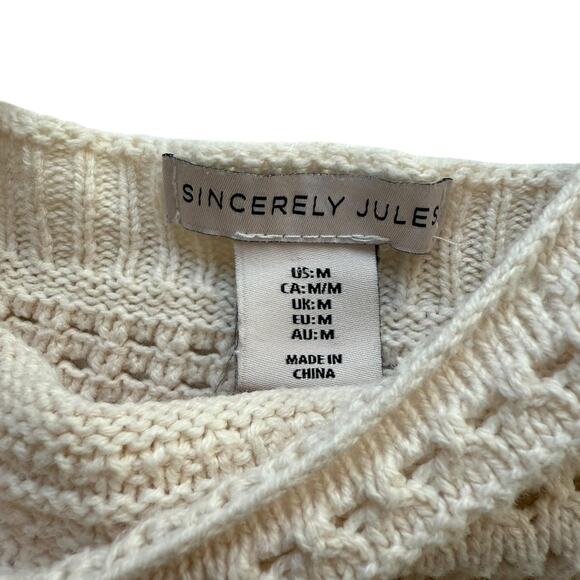 SINCERELY JULES
US:M
CA:M/M
UK:M
EU:M
AU:M
MADE IN
CHINA